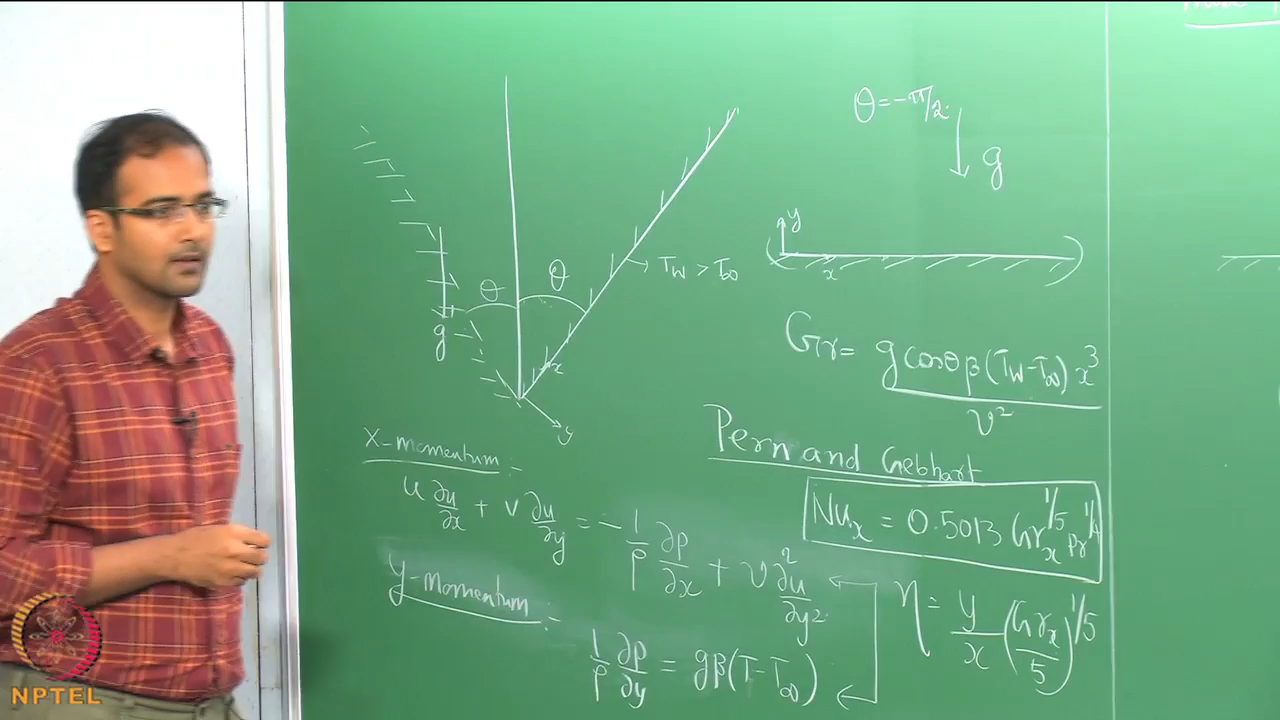 θ = -π/2
g
y
x
θ
θ
T_w > T_∞
g
x
y
Gr = g cosθ β (T_w - T_∞) x³ / ν²
Pern and Gebhart
Nu_x = 0.5013 Gr_x^{1/5} Pr^{1/4}
η = y/x (Gr_x/5)^{1/5}
X-momentum :-
u ∂u/∂x + v ∂u/∂y = - 1/ρ ∂p/∂x + ν ∂²u/∂y²
Y-momentum :-
1/ρ ∂p/∂y = gβ(T - T_∞)
NPTEL